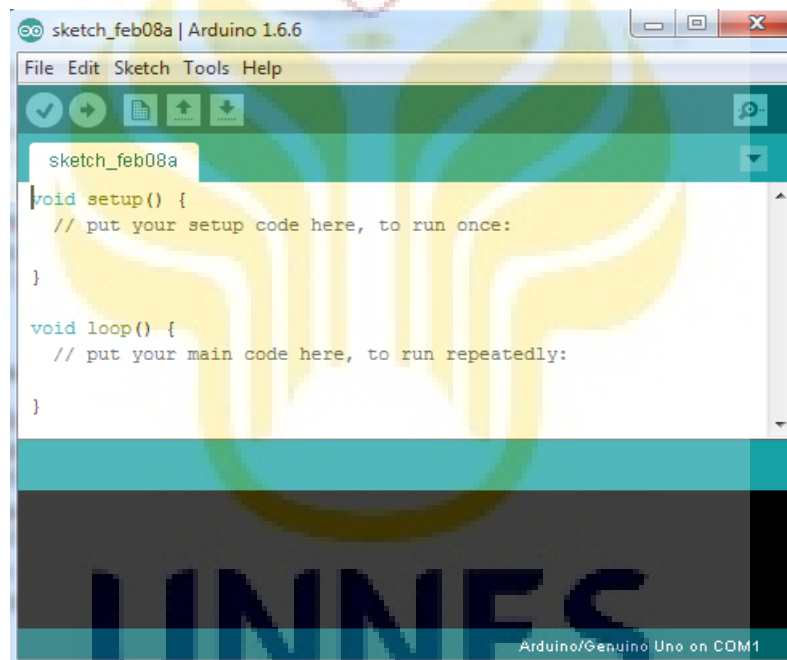 sketch_feb08a | Arduino 1.6.6
File Edit Sketch Tools Help
sketch_feb08a
void setup() {
// put your setup code here, to run once:
}
void loop() {
// put your main code here, to run repeatedly:
}
UNNES
Arduino/Genuino Uno on COM1